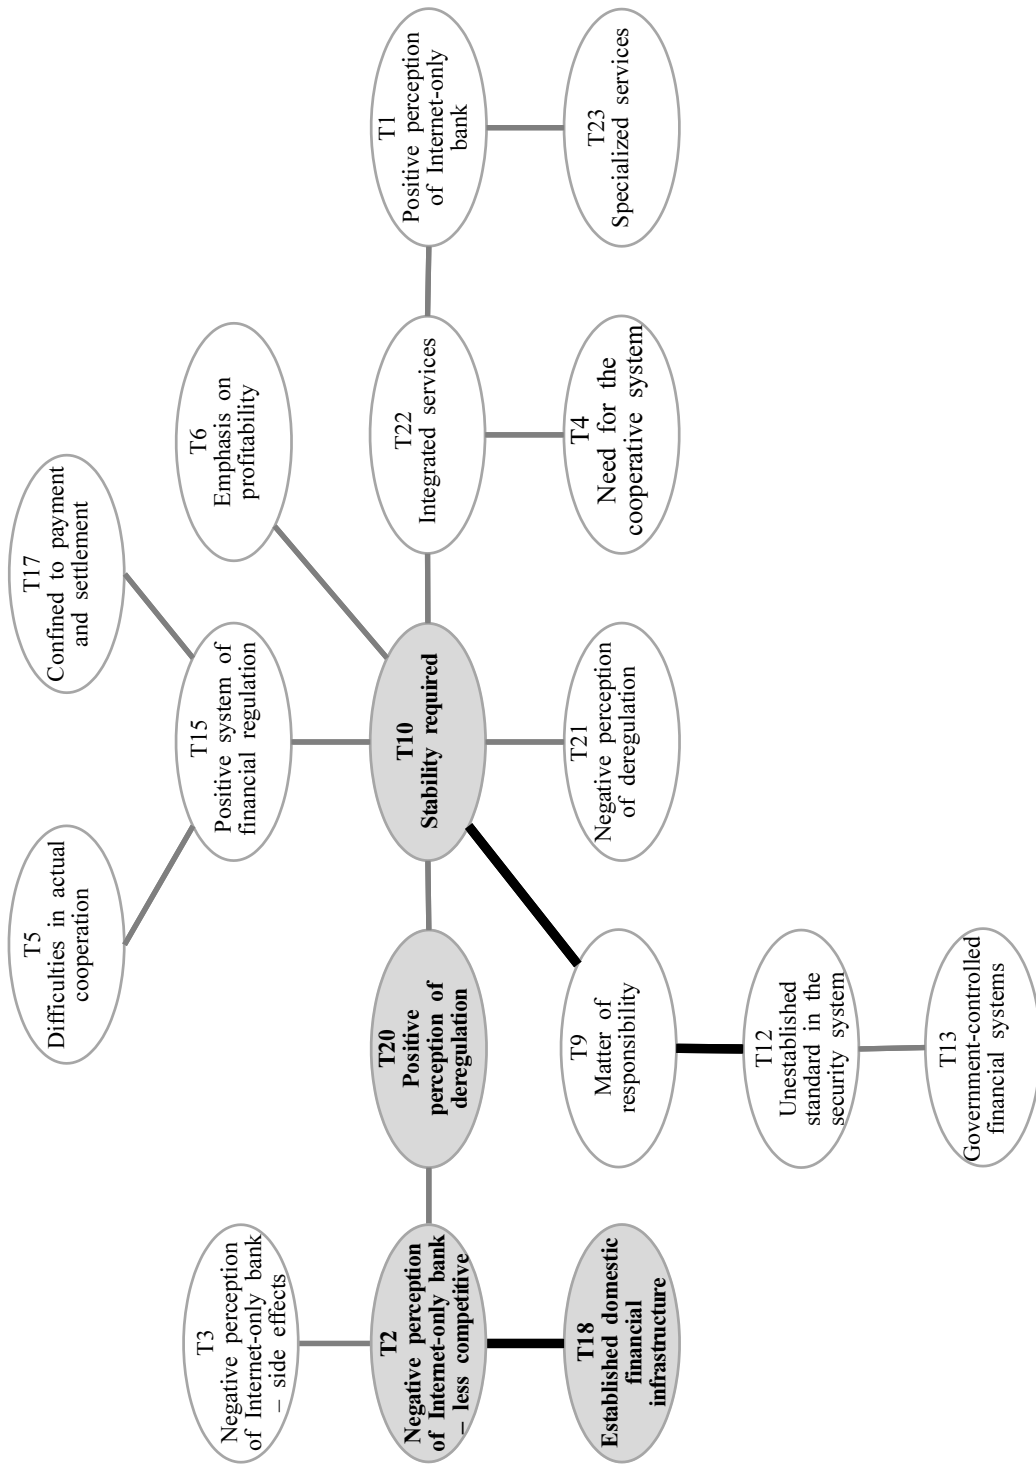 T5
Difficulties in actual
cooperation
T17
Confined to payment
and settlement
T3
Negative perception
of Internet-only bank
– side effects
T15
Positive system of
financial regulation
T6
Emphasis on
profitability
T2
Negative perception
of Internet-only bank
– less competitive
T20
Positive
perception of
deregulation
T10
Stability required
T22
Integrated services
T1
Positive perception
of Internet-only
bank
T18
Established domestic
financial
infrastructure
T9
Matter of
responsibility
T21
Negative perception
of deregulation
T4
Need for the
cooperative system
T23
Specialized services
T12
Unestablished
standard in the
security system
T13
Government-controlled
financial systems